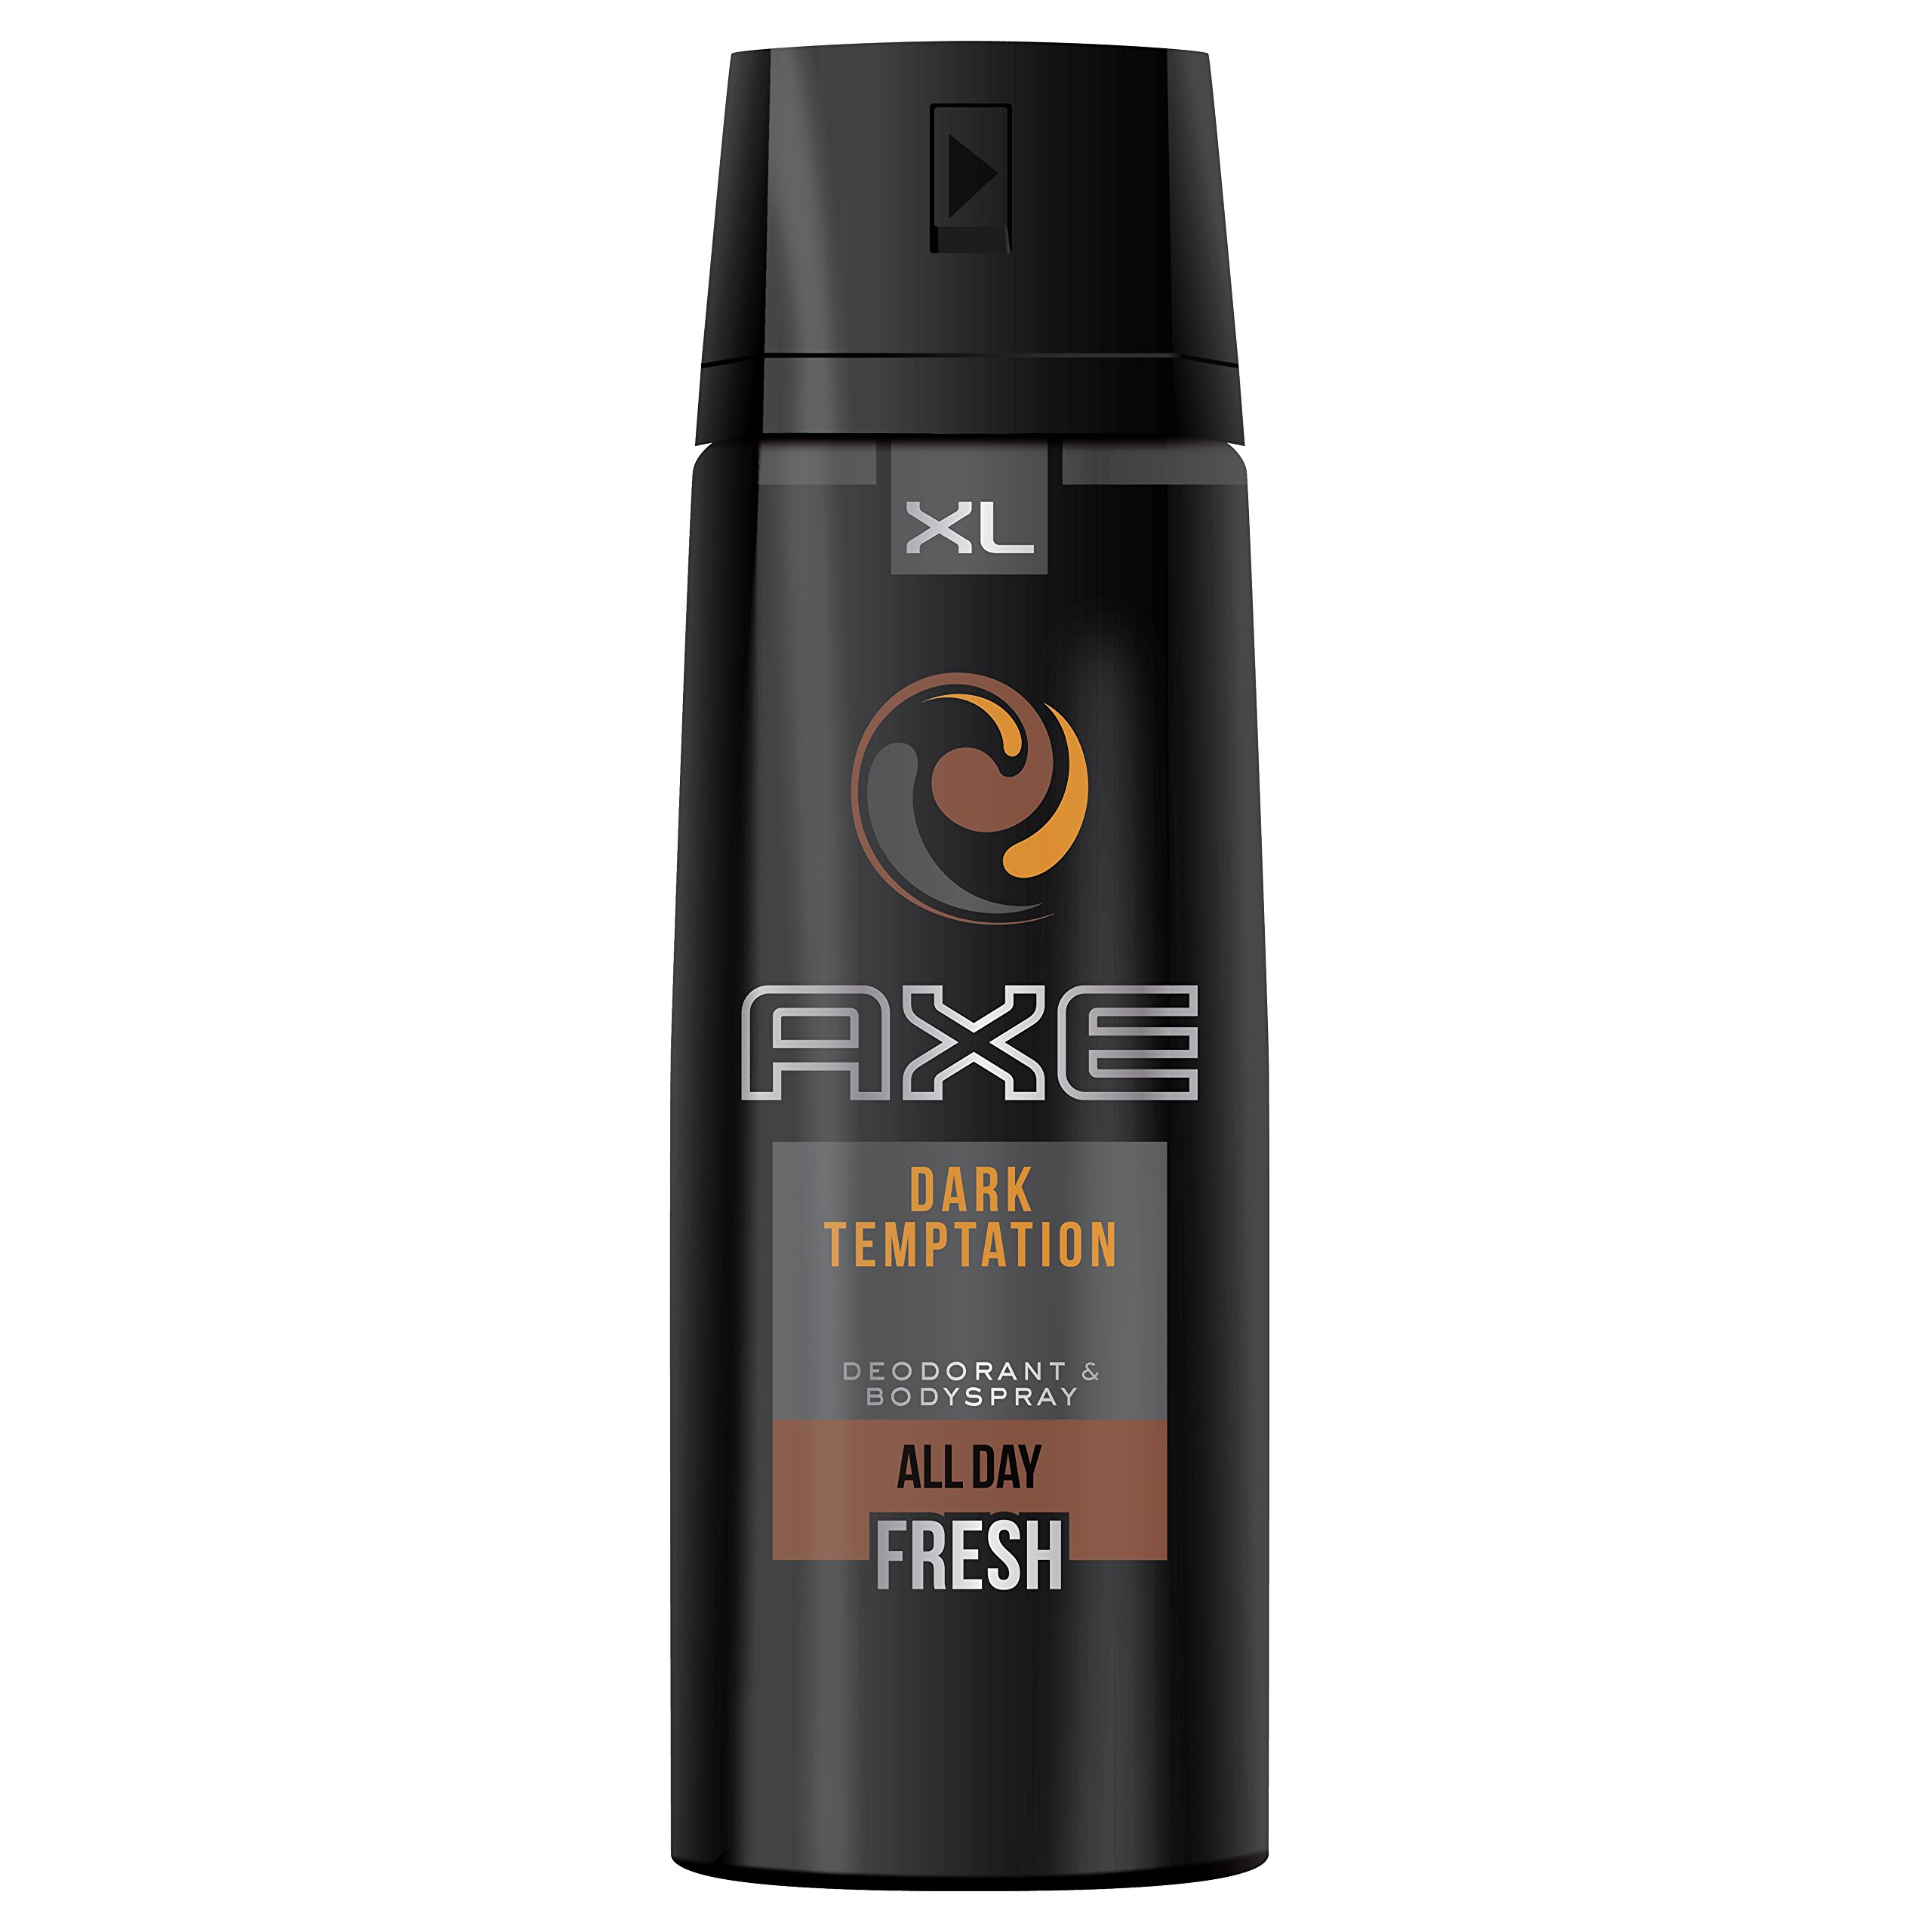 XL
AXE
DARK
TEMPTATION
DEODORANT &
BODYSPRAY
ALL DAY
FRESH